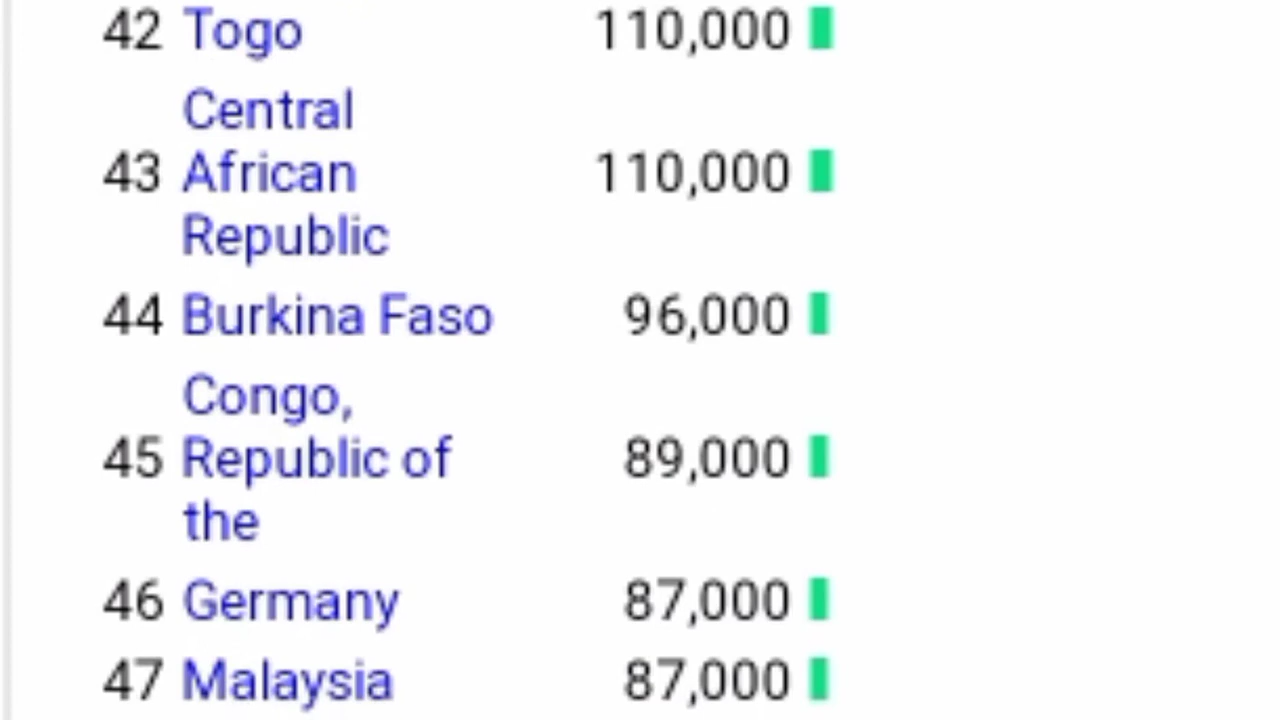 42 Togo 110,000
Central
43 African 110,000
Republic
44 Burkina Faso 96,000
Congo,
45 Republic of 89,000
the
46 Germany 87,000
47 Malaysia 87,000